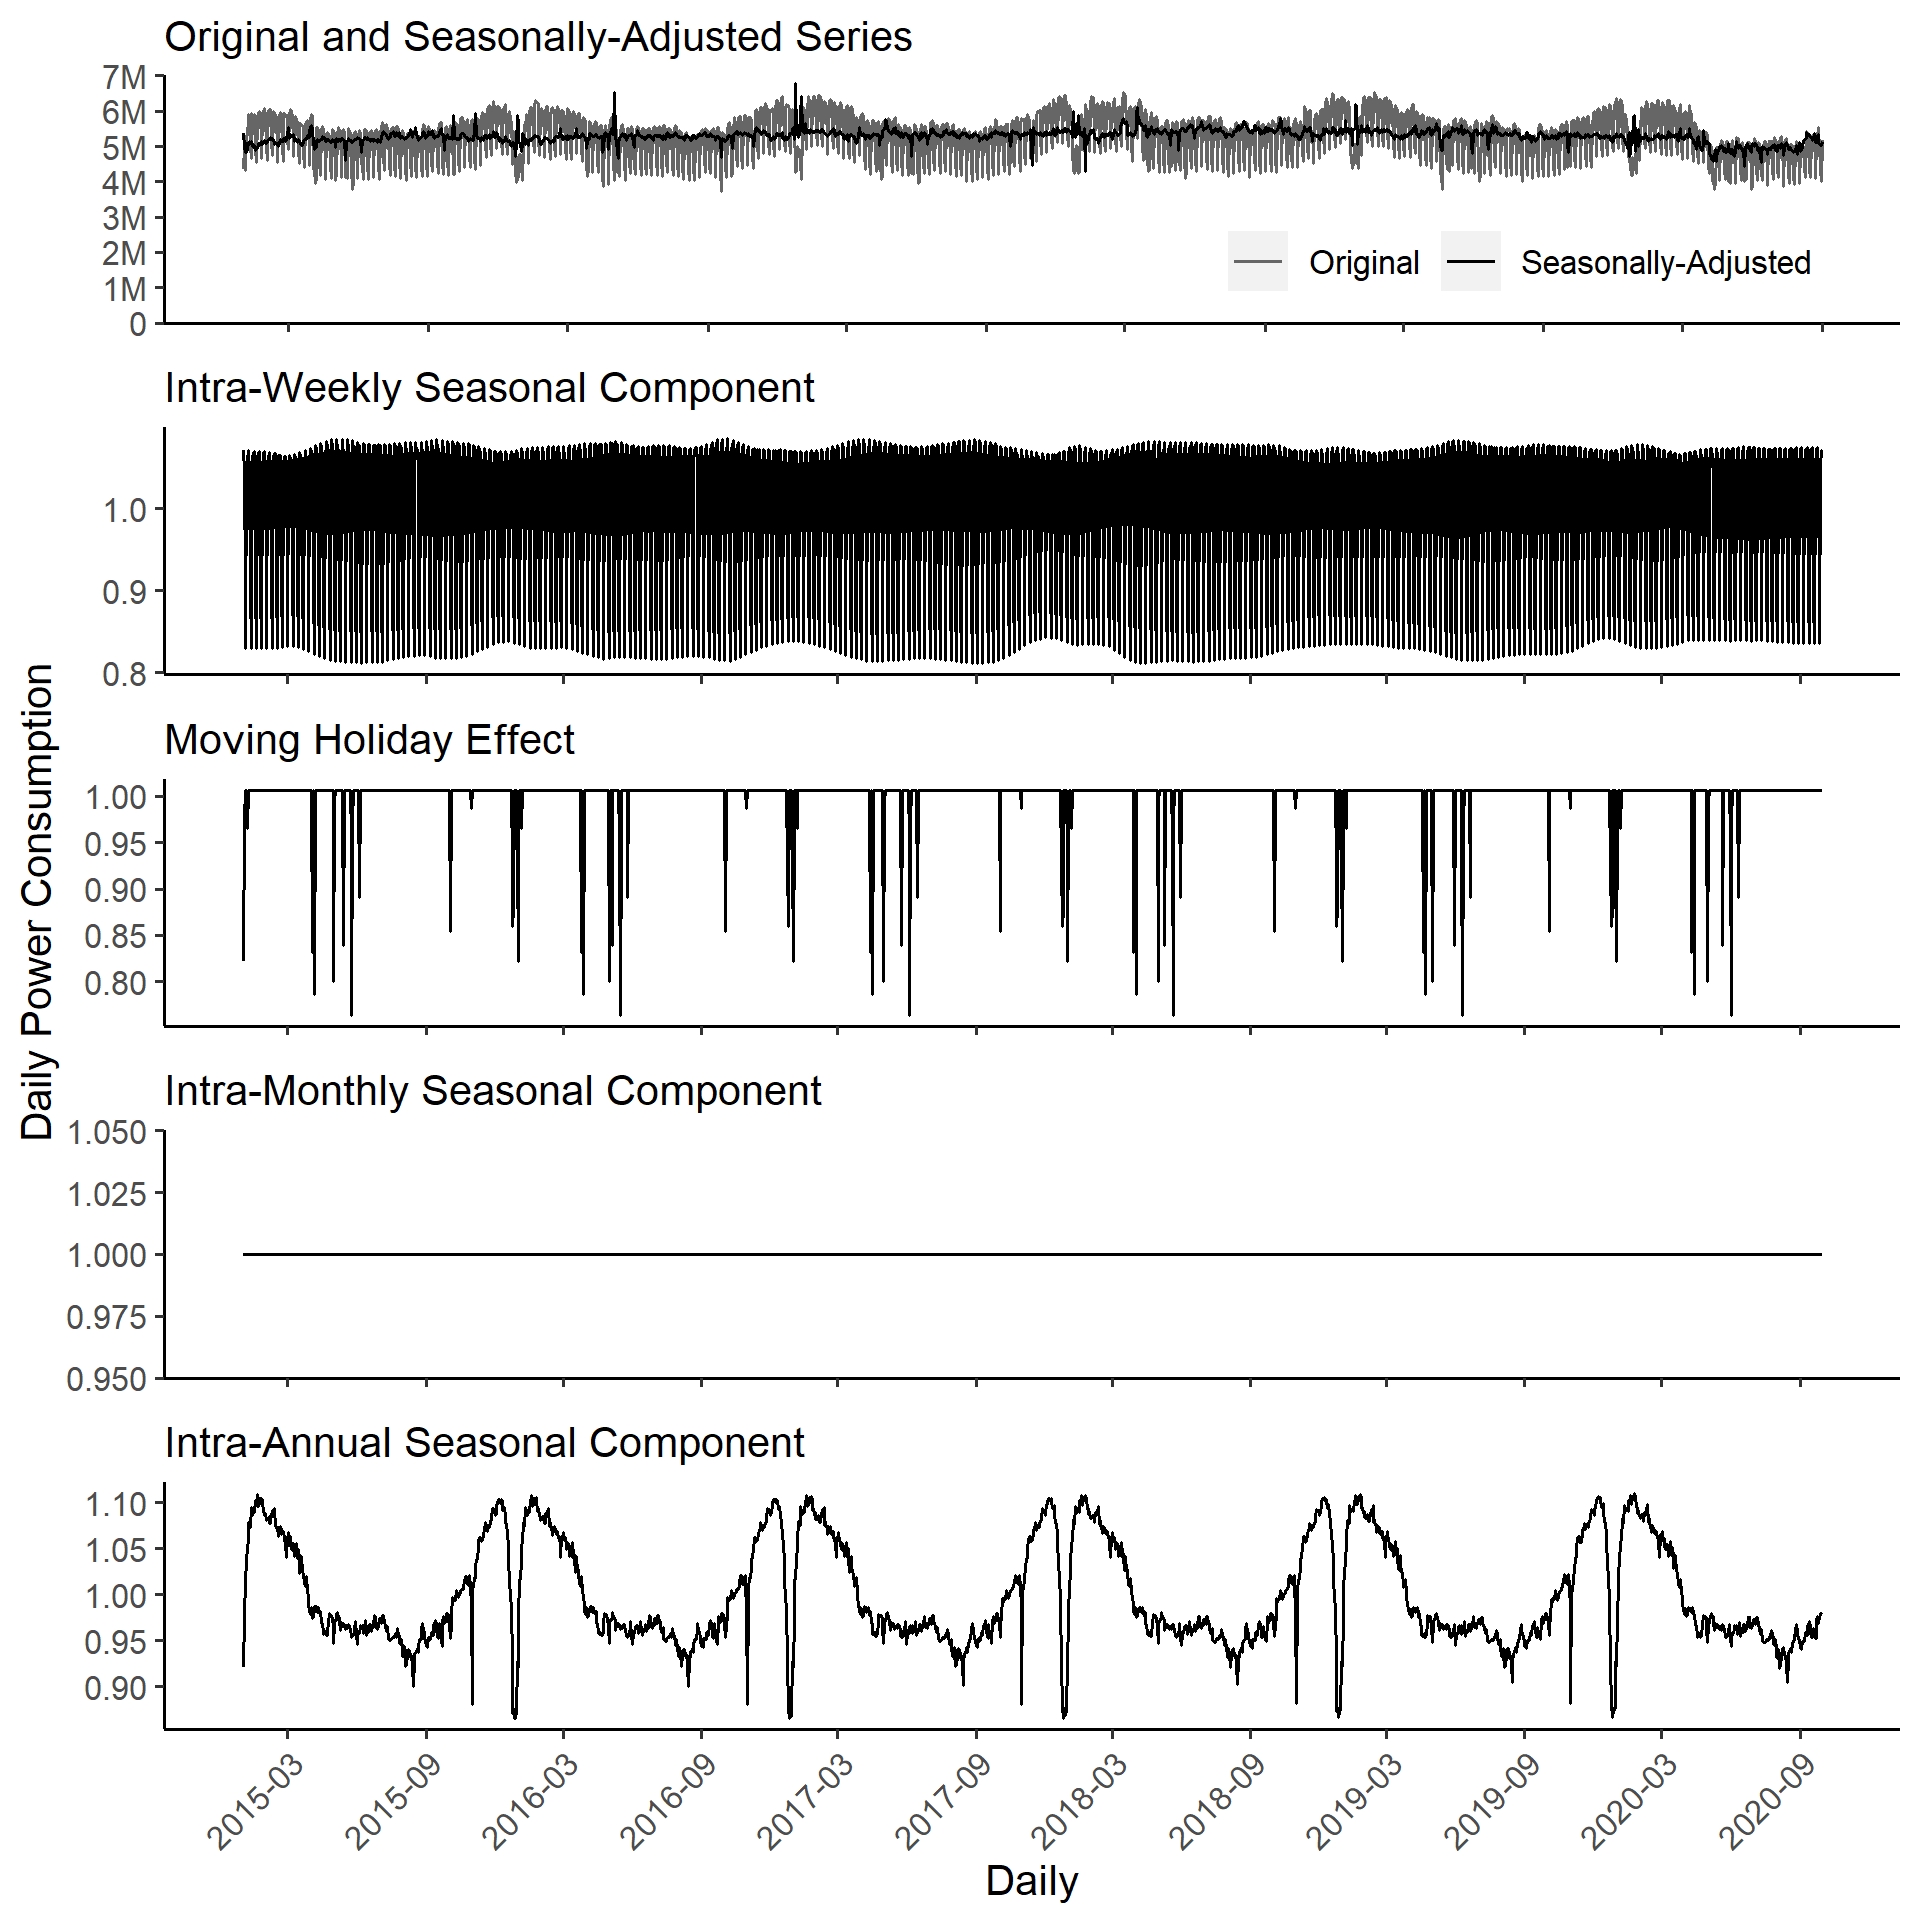 Original and Seasonally-Adjusted Series
7M
6M
5M
4M
3M
2M
1M
0
Original Seasonally-Adjusted
Intra-Weekly Seasonal Component
1.0
0.9
0.8
Moving Holiday Effect
1.00
0.95
0.90
0.85
0.80
Daily Power Consumption
Intra-Monthly Seasonal Component
1.050
1.025
1.000
0.975
0.950
Intra-Annual Seasonal Component
1.10
1.05
1.00
0.95
0.90
2015-03 2015-09 2016-03 2016-09 2017-03 2017-09 2018-03 2018-09 2019-03 2019-09 2020-03 2020-09
Daily